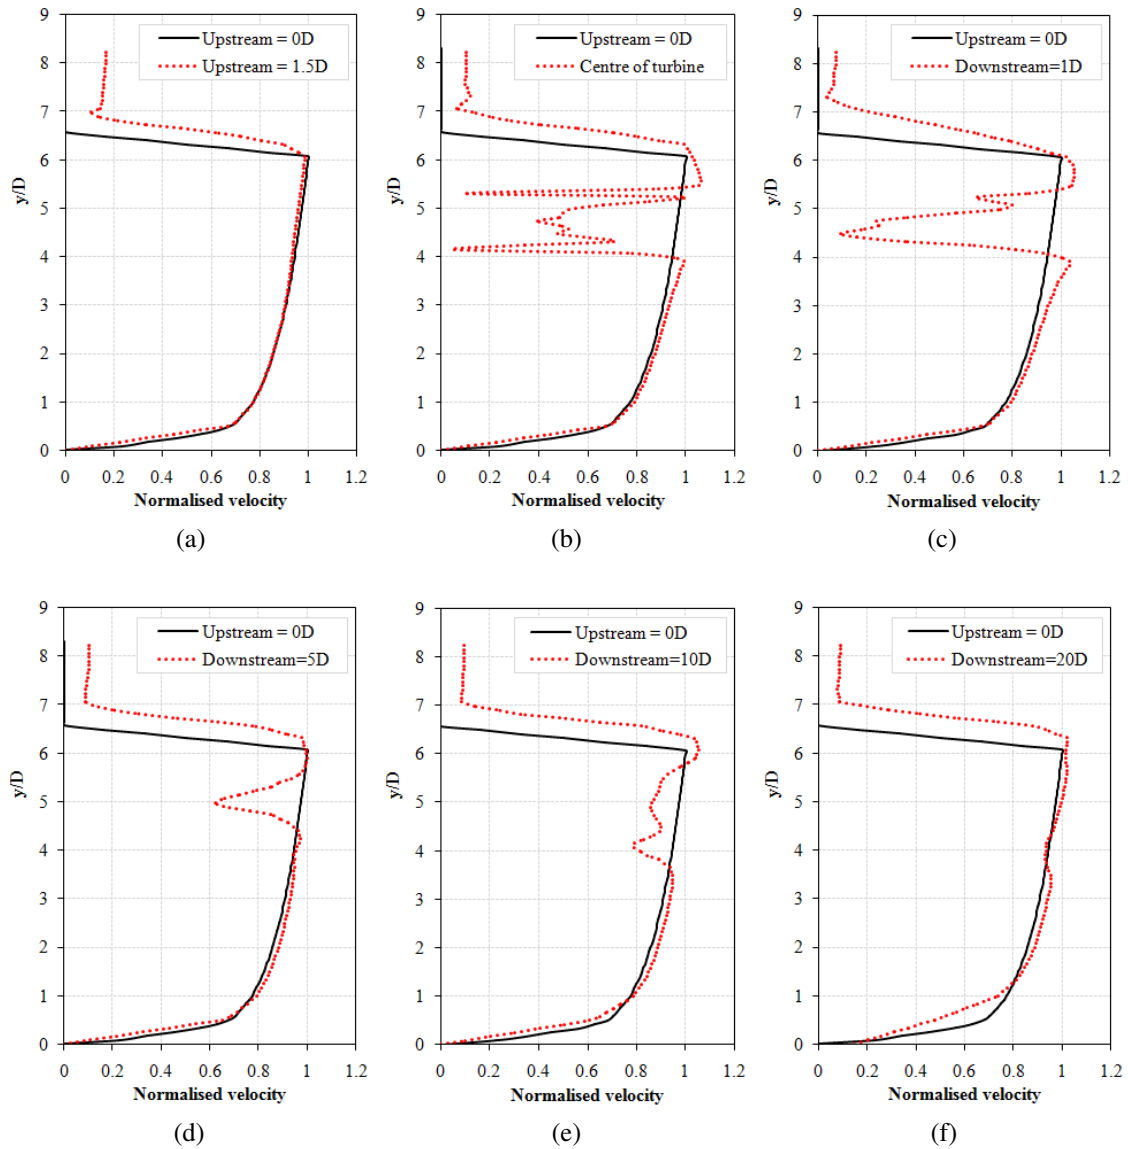 9
8
7
6
5
4
3
2
1
0
y/D
Upstream = 0D
Upstream = 1.5D
0 0.2 0.4 0.6 0.8 1 1.2
Normalised velocity
(a)
9
8
7
6
5
4
3
2
1
0
y/D
Upstream = 0D
Centre of turbine
0 0.2 0.4 0.6 0.8 1 1.2
Normalised velocity
(b)
9
8
7
6
5
4
3
2
1
0
y/D
Upstream = 0D
Downstream=1D
0 0.2 0.4 0.6 0.8 1 1.2
Normalised velocity
(c)
9
8
7
6
5
4
3
2
1
0
y/D
Upstream = 0D
Downstream=5D
0 0.2 0.4 0.6 0.8 1 1.2
Normalised velocity
(d)
9
8
7
6
5
4
3
2
1
0
y/D
Upstream = 0D
Downstream=10D
0 0.2 0.4 0.6 0.8 1 1.2
Normalised velocity
(e)
9
8
7
6
5
4
3
2
1
0
y/D
Upstream = 0D
Downstream=20D
0 0.2 0.4 0.6 0.8 1 1.2
Normalised velocity
(f)